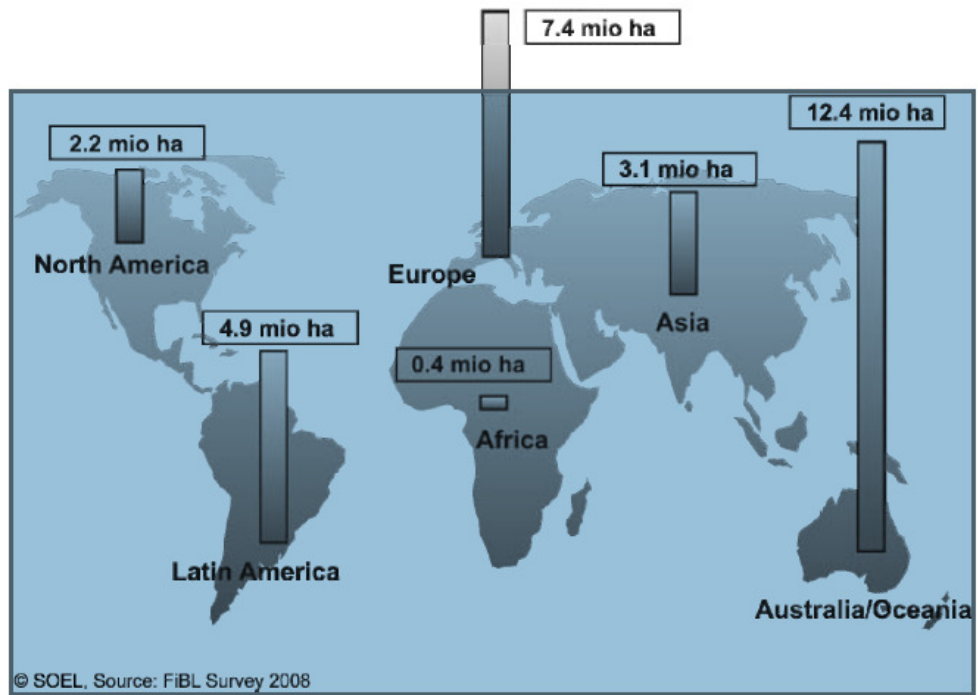 7.4 mio ha
12.4 mio ha
2.2 mio ha
3.1 mio ha
North America
Europe
Asia
4.9 mio ha
0.4 mio ha
Africa
Latin America
Australia/Oceania
© SOEL, Source: FiBL Survey 2008